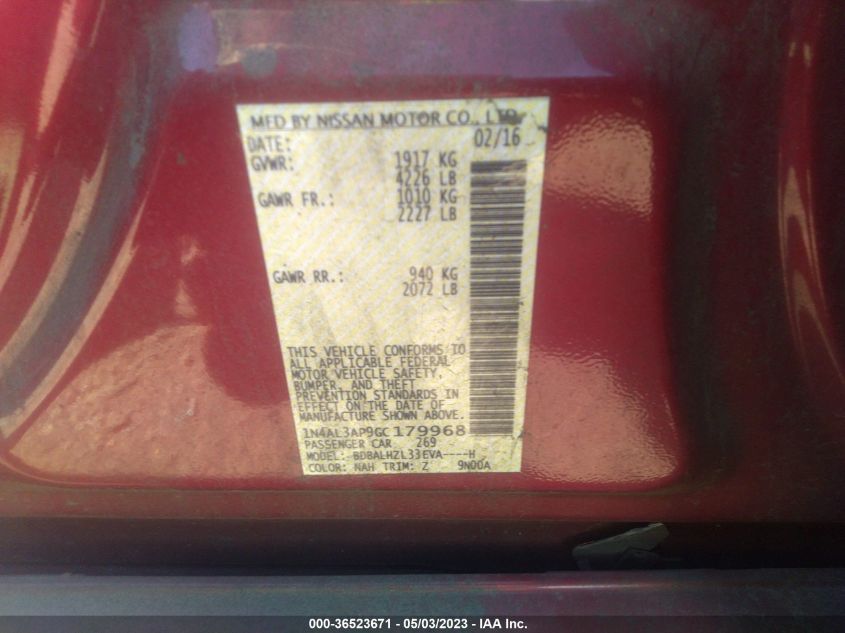 MFD BY NISSAN MOTOR CO., LTD.
DATE: 02/16
GVWR: 1917 KG
4226 LB
GAWR FR.: 1010 KG
2227 LB
GAWR RR.: 940 KG
2072 LB
THIS VEHICLE CONFORMS TO
ALL APPLICABLE FEDERAL
MOTOR VEHICLE SAFETY,
BUMPER, AND THEFT
PREVENTION STANDARDS IN
EFFECT ON THE DATE OF
MANUFACTURE SHOWN ABOVE.
1N4AL3AP9GC 179968
PASSENGER CAR 269
MODEL: BDBALHZL33EVA----H
COLOR: NAH TRIM: Z 9N00A
000-36523671 - 05/03/2023 - IAA Inc.